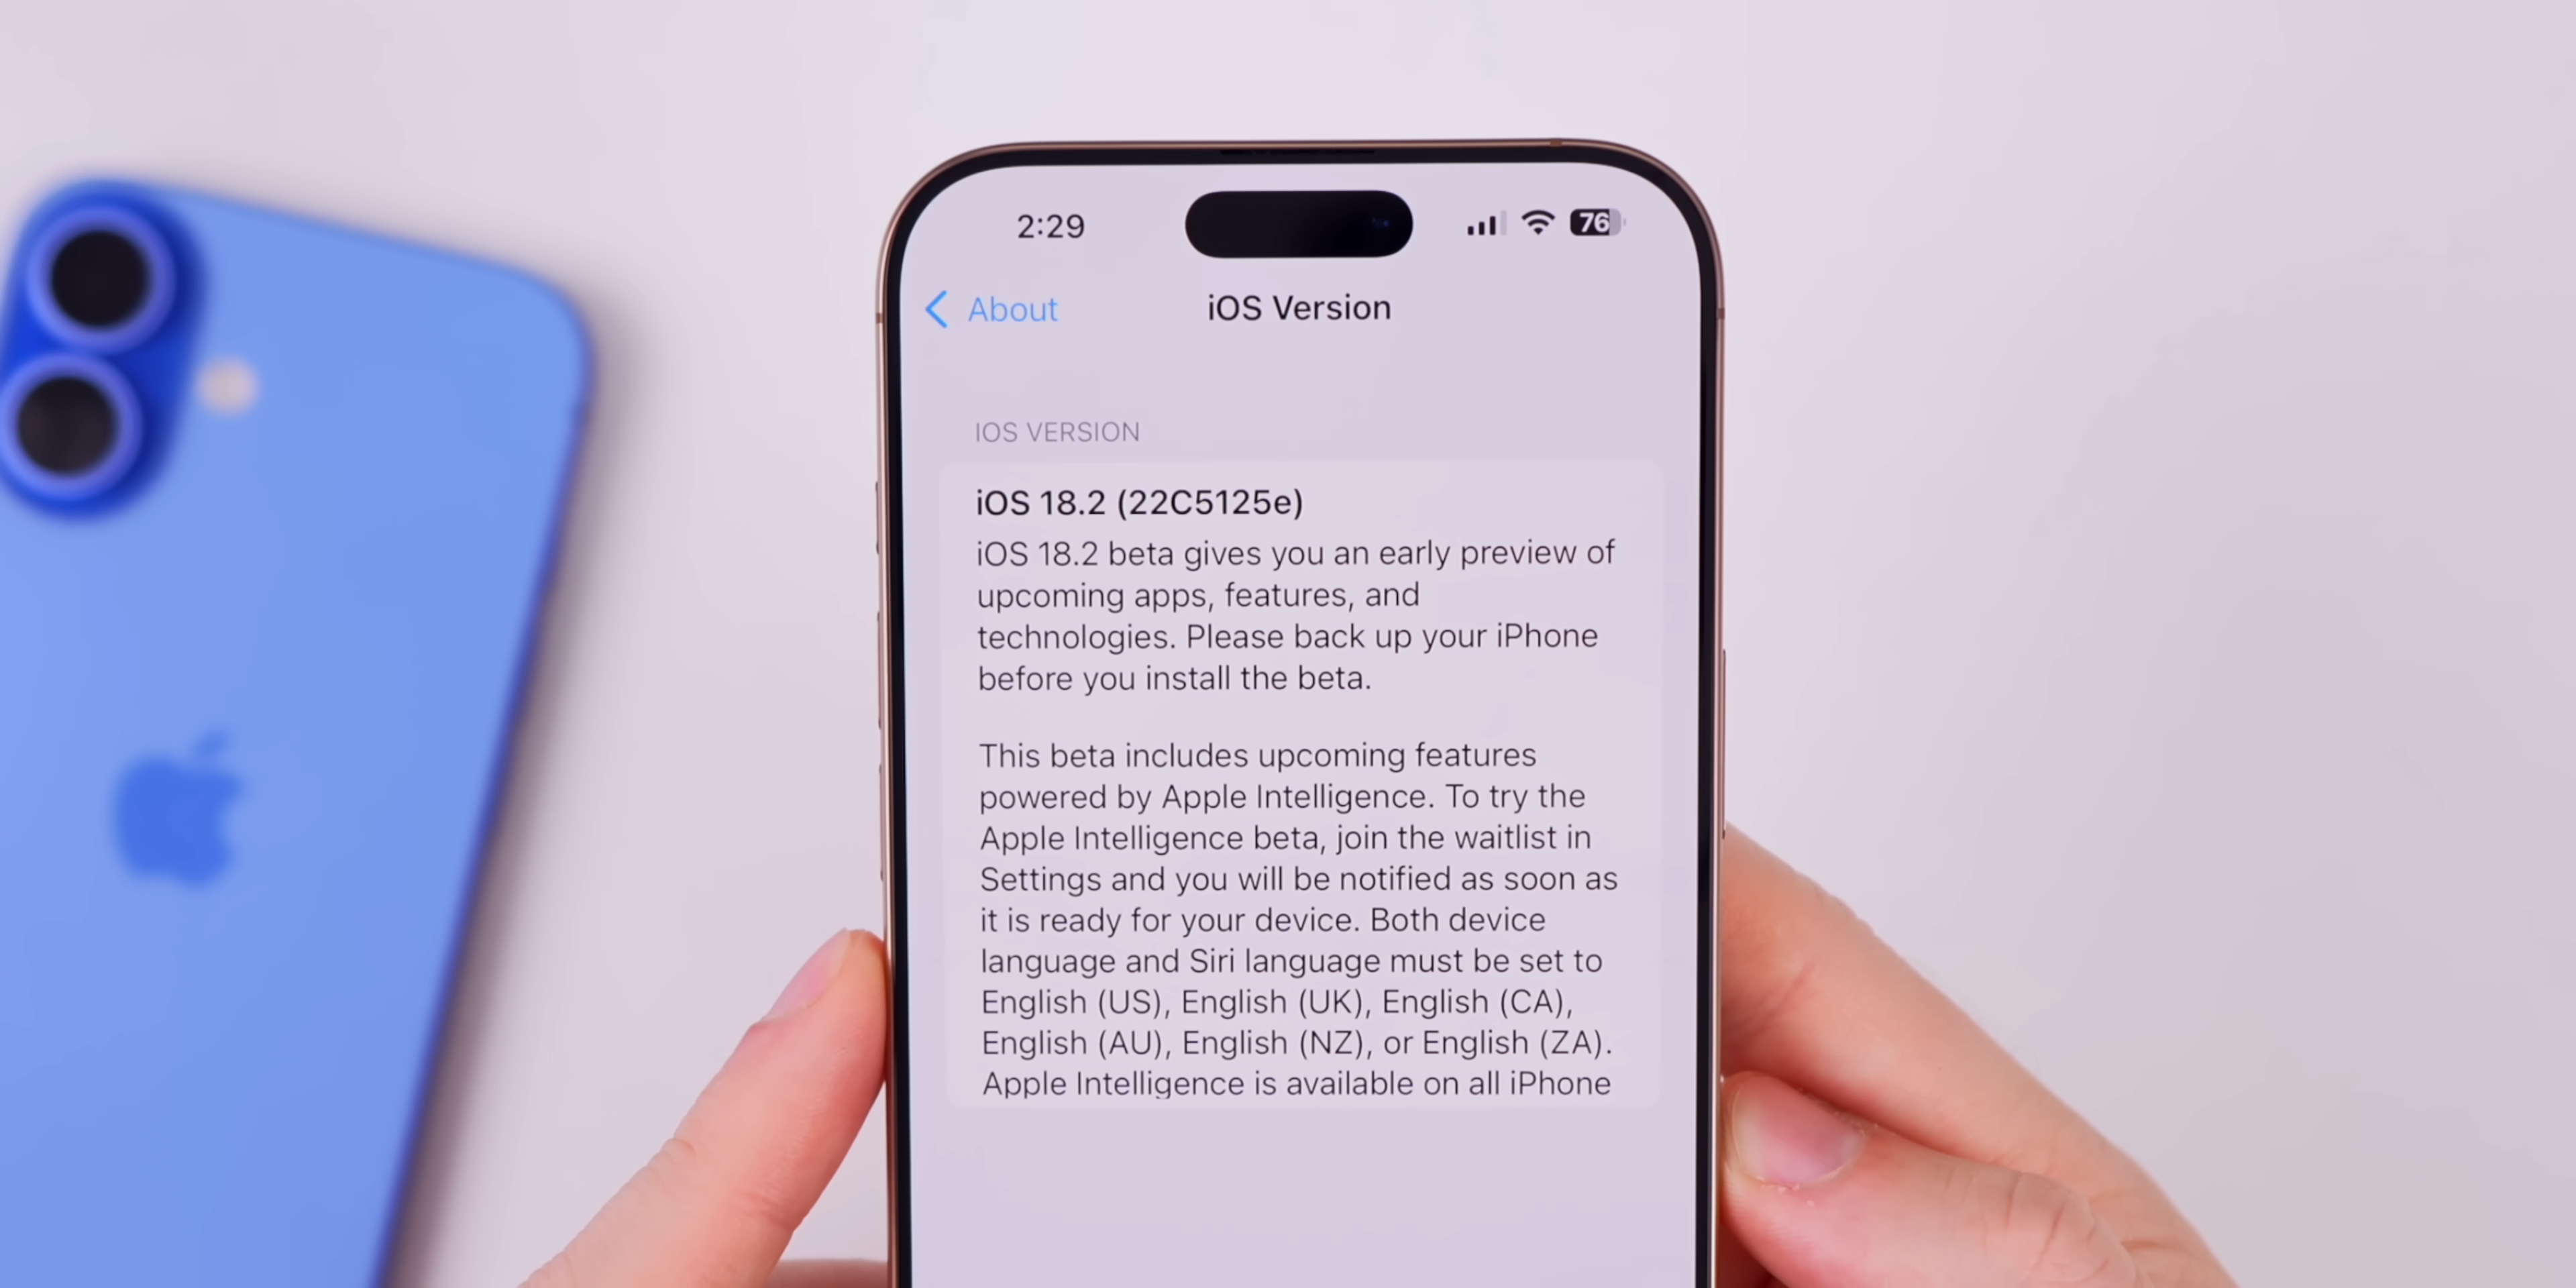 2:29
76
About
iOS Version
IOS VERSION
iOS 18.2 (22C5125e)
iOS 18.2 beta gives you an early preview of
upcoming apps, features, and
technologies. Please back up your iPhone
before you install the beta.
This beta includes upcoming features
powered by Apple Intelligence. To try the
Apple Intelligence beta, join the waitlist in
Settings and you will be notified as soon as
it is ready for your device. Both device
language and Siri language must be set to
English (US), English (UK), English (CA),
English (AU), English (NZ), or English (ZA).
Apple Intelligence is available on all iPhone